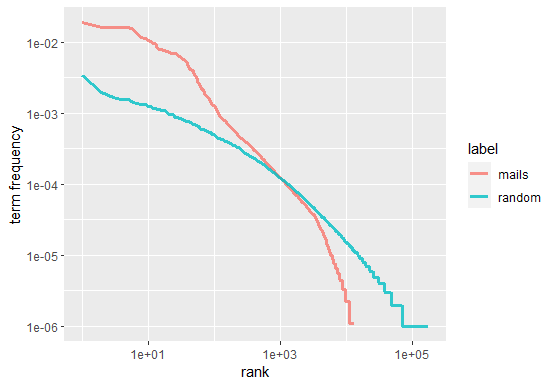 1e-02
1e-03
1e-04
1e-05
1e-06
term frequency
1e+01
1e+03
1e+05
rank
label
mails
random